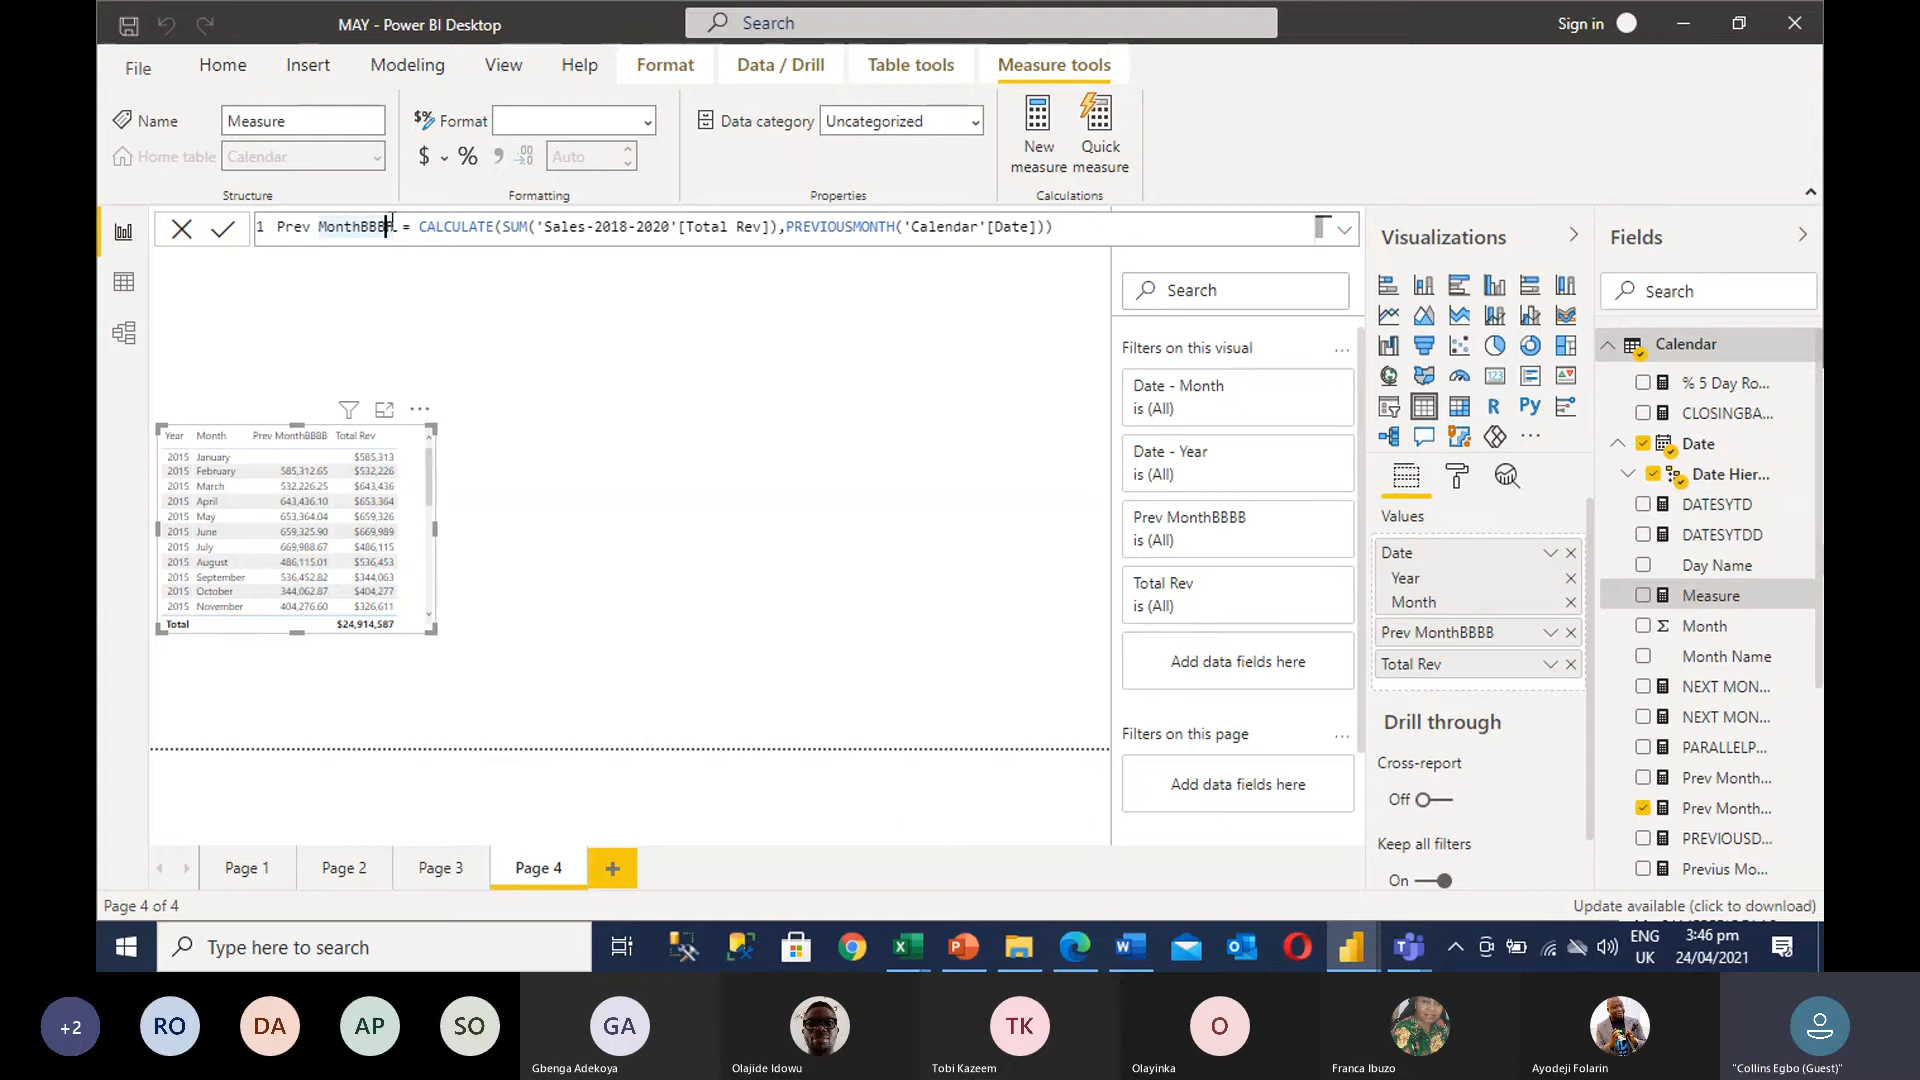 MAY - Power BI Desktop
Search
Sign in
File
Home
Insert
Modeling
View
Help
Format
Data / Drill
Table tools
Measure tools
Name
Measure
Home table
Calendar
Structure
$% Format
$ % 9 .00
Auto
Formatting
Data category
Uncategorized
Properties
New measure
Quick measure
Calculations
1 Prev MonthBBBB = CALCULATE(SUM('Sales-2018-2020'[Total Rev]),PREVIOUSMONTH('Calendar'[Date]))
Year Month Prev MonthBBBB Total Rev
2015 January $585,313
2015 February 585,312.65 $532,226
2015 March 532,226.25 $643,436
2015 April 643,436.10 $653,364
2015 May 653,364.04 $659,326
2015 June 659,325.90 $669,989
2015 July 669,988.67 $486,115
2015 August 486,115.01 $536,453
2015 September 536,452.82 $344,063
2015 October 344,062.87 $404,277
2015 November 404,276.60 $326,611
Total $24,914,587
Search
Filters on this visual
Date - Month
is (All)
Date - Year
is (All)
Prev MonthBBBB
is (All)
Total Rev
is (All)
Add data fields here
Filters on this page
Add data fields here
Visualizations
R Py
Values
Date
Year
Month
Prev MonthBBBB
Total Rev
Drill through
Cross-report
Off
Keep all filters
On
Fields
Search
Calendar
% 5 Day Ro...
CLOSINGBA...
Date
Date Hier...
DATESYTD
DATESYTDD
Day Name
Measure
Month
Month Name
NEXT MON...
NEXT MON...
PARALLELP...
Prev Month...
Prev Month...
PREVIOUSD...
Previus Mo...
Page 1
Page 2
Page 3
Page 4
Page 4 of 4
Update available (click to download)
Type here to search
ENG
UK
3:46 pm
24/04/2021
+2
RO
DA
AP
SO
GA
TK
O
Gbenga Adekoya
Olajide Idowu
Tobi Kazeem
Olayinka
Franca Ibuzo
Ayodeji Folarin
"Collins Egbo (Guest)"